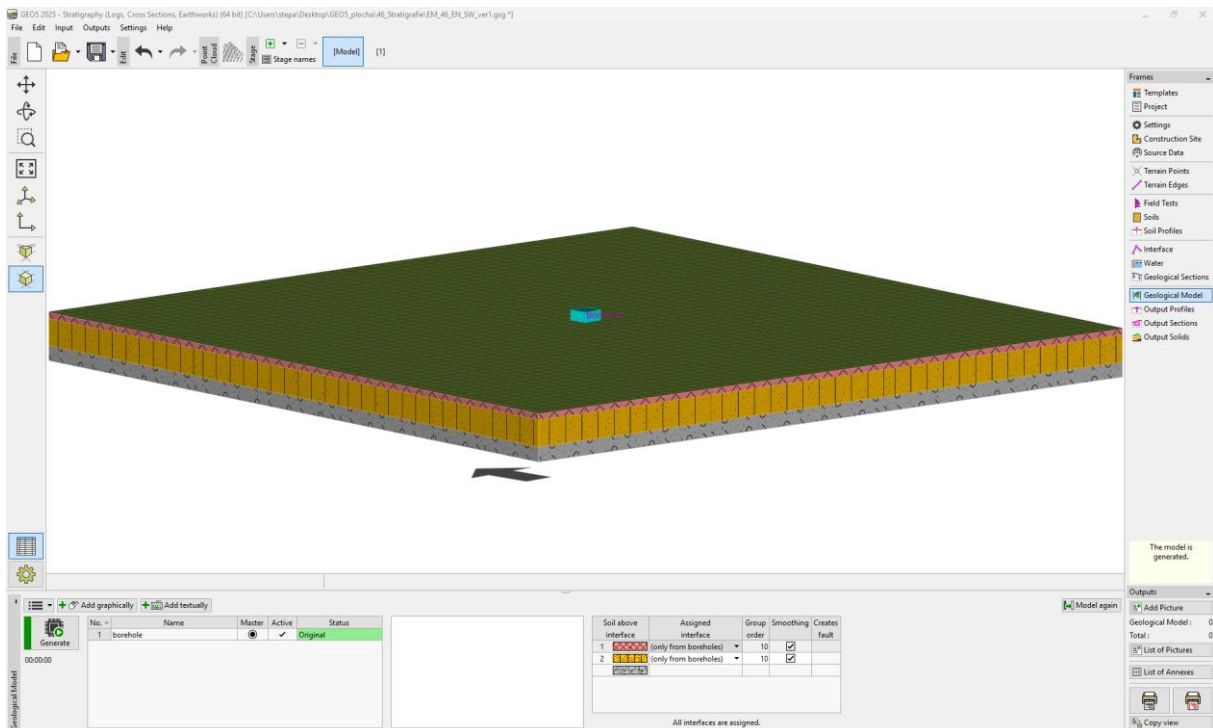 GEO5 2025 - Stratigraphy (Logs, Cross Sections, Earthworks) (64 bit) [C:\Users\stepa\Desktop\GEO5_plocha\46_Stratigrafie\EM_46_EN_SW_ver1.gsg *]
File Edit Input Outputs Settings Help
File
Edit
Point Cloud
Stage
Stage names
[Model]
[1]
Frames
Templates
Project
Settings
Construction Site
Source Data
Terrain Points
Terrain Edges
Field Tests
Soils
Soil Profiles
Interface
Water
Geological Sections
Geological Model
Output Profiles
Output Sections
Output Solids
The model is
generated.
Outputs
Add Picture
Geological Model : 0
Total : 0
List of Pictures
List of Annexes
Copy view
Geological Model
Add graphically Add textually
Model again
Generate
00:00:00
No. Name Master Active Status
1 borehole Original
Soil above interface Assigned interface Group order Smoothing Creates fault
1 (only from boreholes) 10
2 (only from boreholes) 10
All interfaces are assigned.